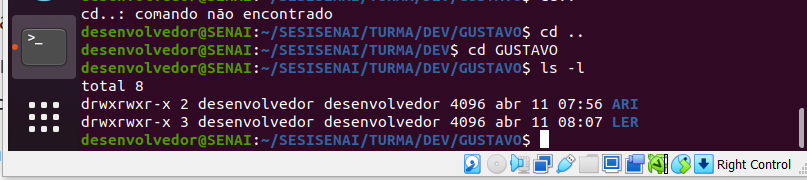 cd..: comando não encontrado
desenvolvedor@SENAI:~/SESISENAI/TURMA/DEV/GUSTAVO$ cd ..
desenvolvedor@SENAI:~/SESISENAI/TURMA/DEV$ cd GUSTAVO
desenvolvedor@SENAI:~/SESISENAI/TURMA/DEV/GUSTAVO$ ls -l
total 8
drwxrwxr-x 2 desenvolvedor desenvolvedor 4096 abr 11 07:56 ARI
drwxrwxr-x 3 desenvolvedor desenvolvedor 4096 abr 11 08:07 LER
desenvolvedor@SENAI:~/SESISENAI/TURMA/DEV/GUSTAVO$
Right Control